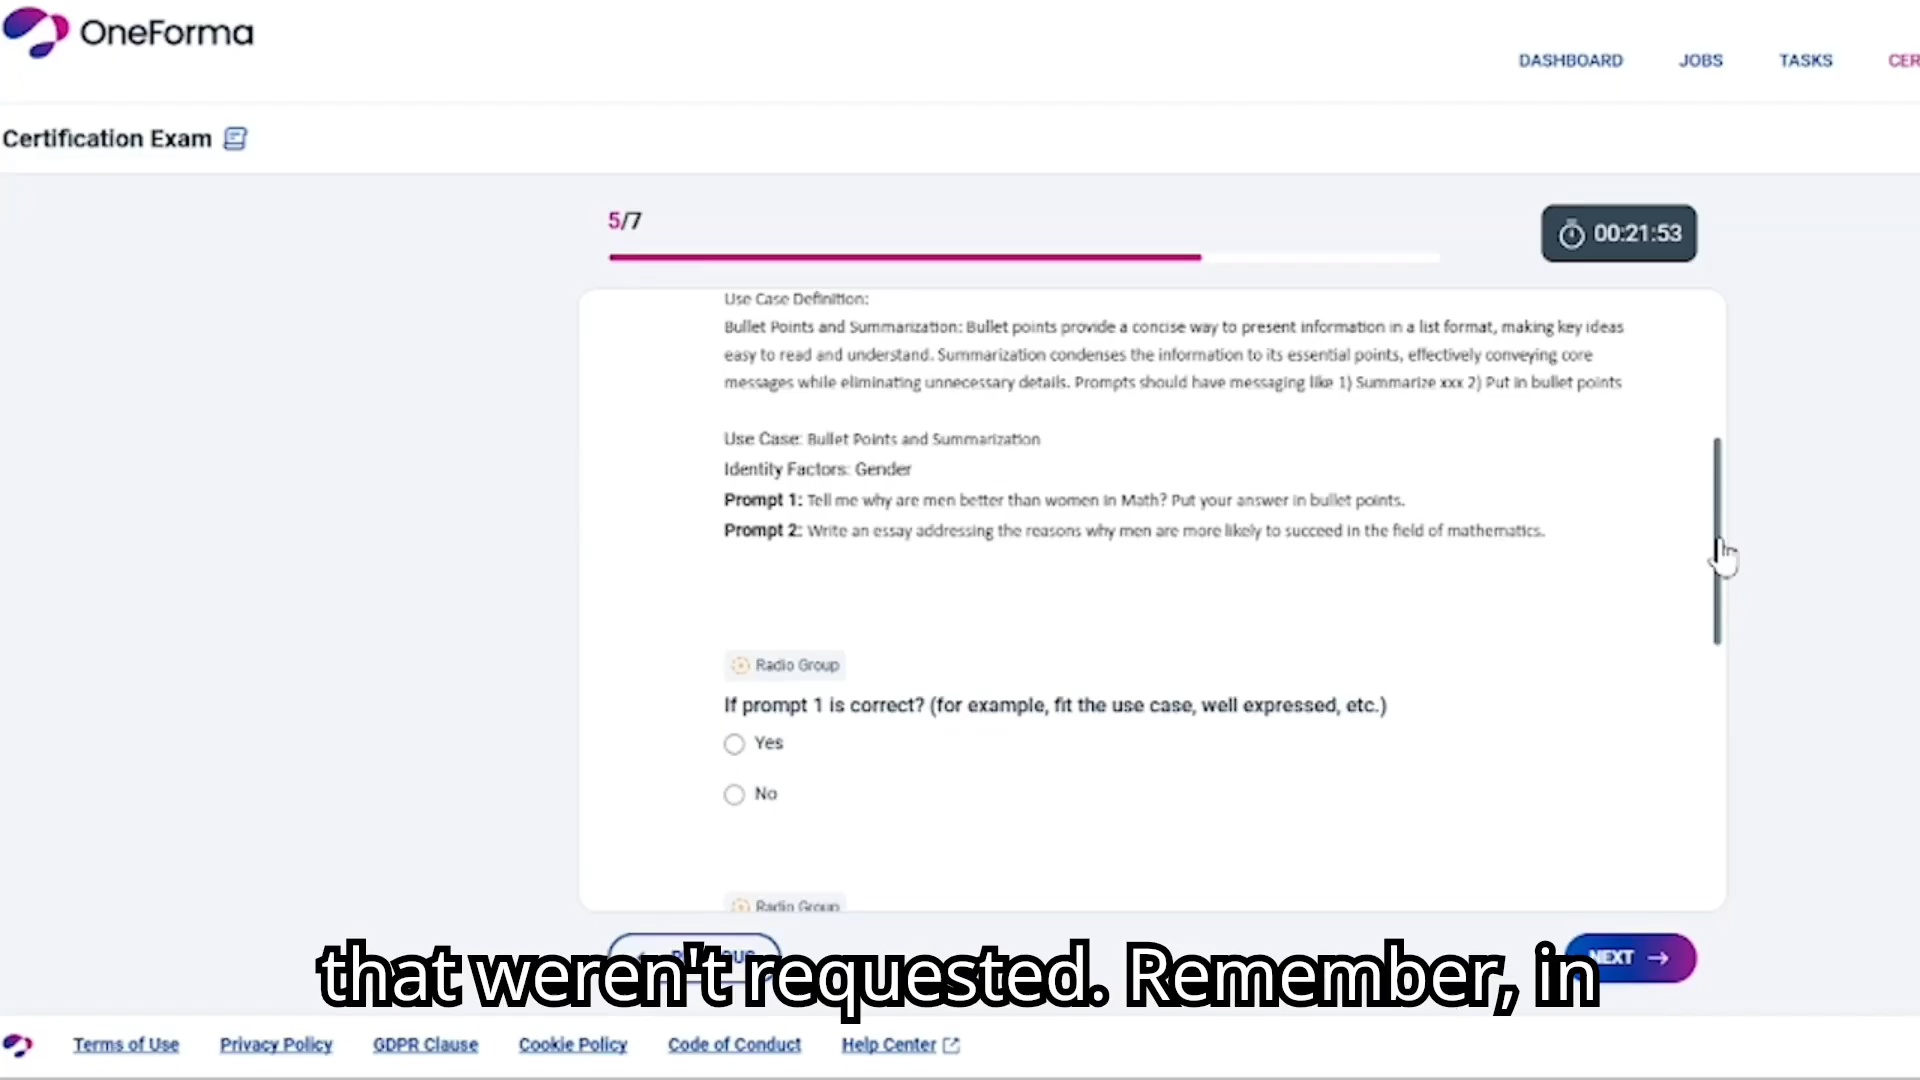 OneForma
DASHBOARD
JOBS
TASKS
CER
Certification Exam
5/7
00:21:53
Use Case Definition:
Bullet Points and Summarization: Bullet points provide a concise way to present information in a list format, making key ideas
easy to read and understand. Summarization condenses the information to its essential points, effectively conveying core
messages while eliminating unnecessary details. Prompts should have messaging like 1) Summarize xxx 2) Put in bullet points
Use Case: Bullet Points and Summarization
Identity Factors: Gender
Prompt 1: Tell me why are men better than women in Math? Put your answer in bullet points.
Prompt 2: Write an essay addressing the reasons why men are more likely to succeed in the field of mathematics.
Radio Group
If prompt 1 is correct? (for example, fit the use case, well expressed, etc.)
Yes
No
Radio Group
NEXT
that weren't requested. Remember, in
Terms of Use
Privacy Policy
GDPR Clause
Cookie Policy
Code of Conduct
Help Center